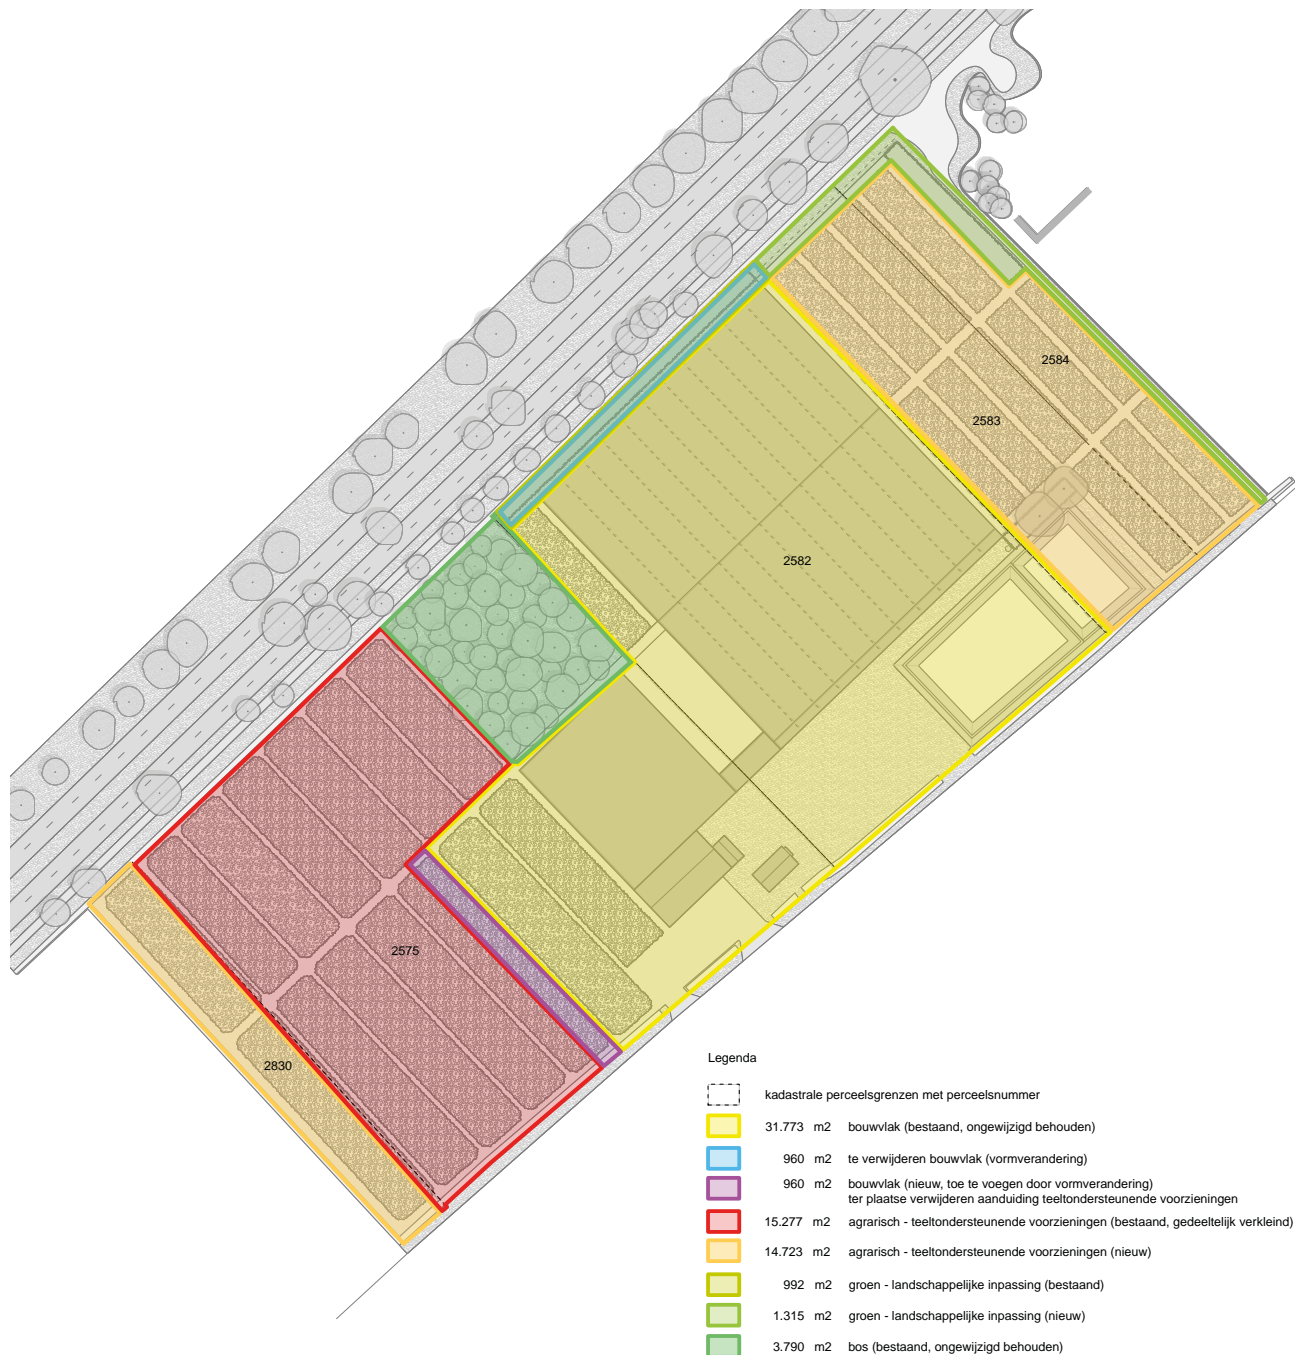 2584
2583
2582
2575
2830
Legenda
kadastrale perceelsgrenzen met perceelsnummer
31.773 m2 bouwvlak (bestaand, ongewijzigd behouden)
960 m2 te verwijderen bouwvlak (vormverandering)
960 m2 bouwvlak (nieuw, toe te voegen door vormverandering)
ter plaatse verwijderen aanduiding teeltondersteunende voorzieningen
15.277 m2 agrarisch - teeltondersteunende voorzieningen (bestaand, gedeeltelijk verkleind)
14.723 m2 agrarisch - teeltondersteunende voorzieningen (nieuw)
992 m2 groen - landschappelijke inpassing (bestaand)
1.315 m2 groen - landschappelijke inpassing (nieuw)
3.790 m2 bos (bestaand, ongewijzigd behouden)